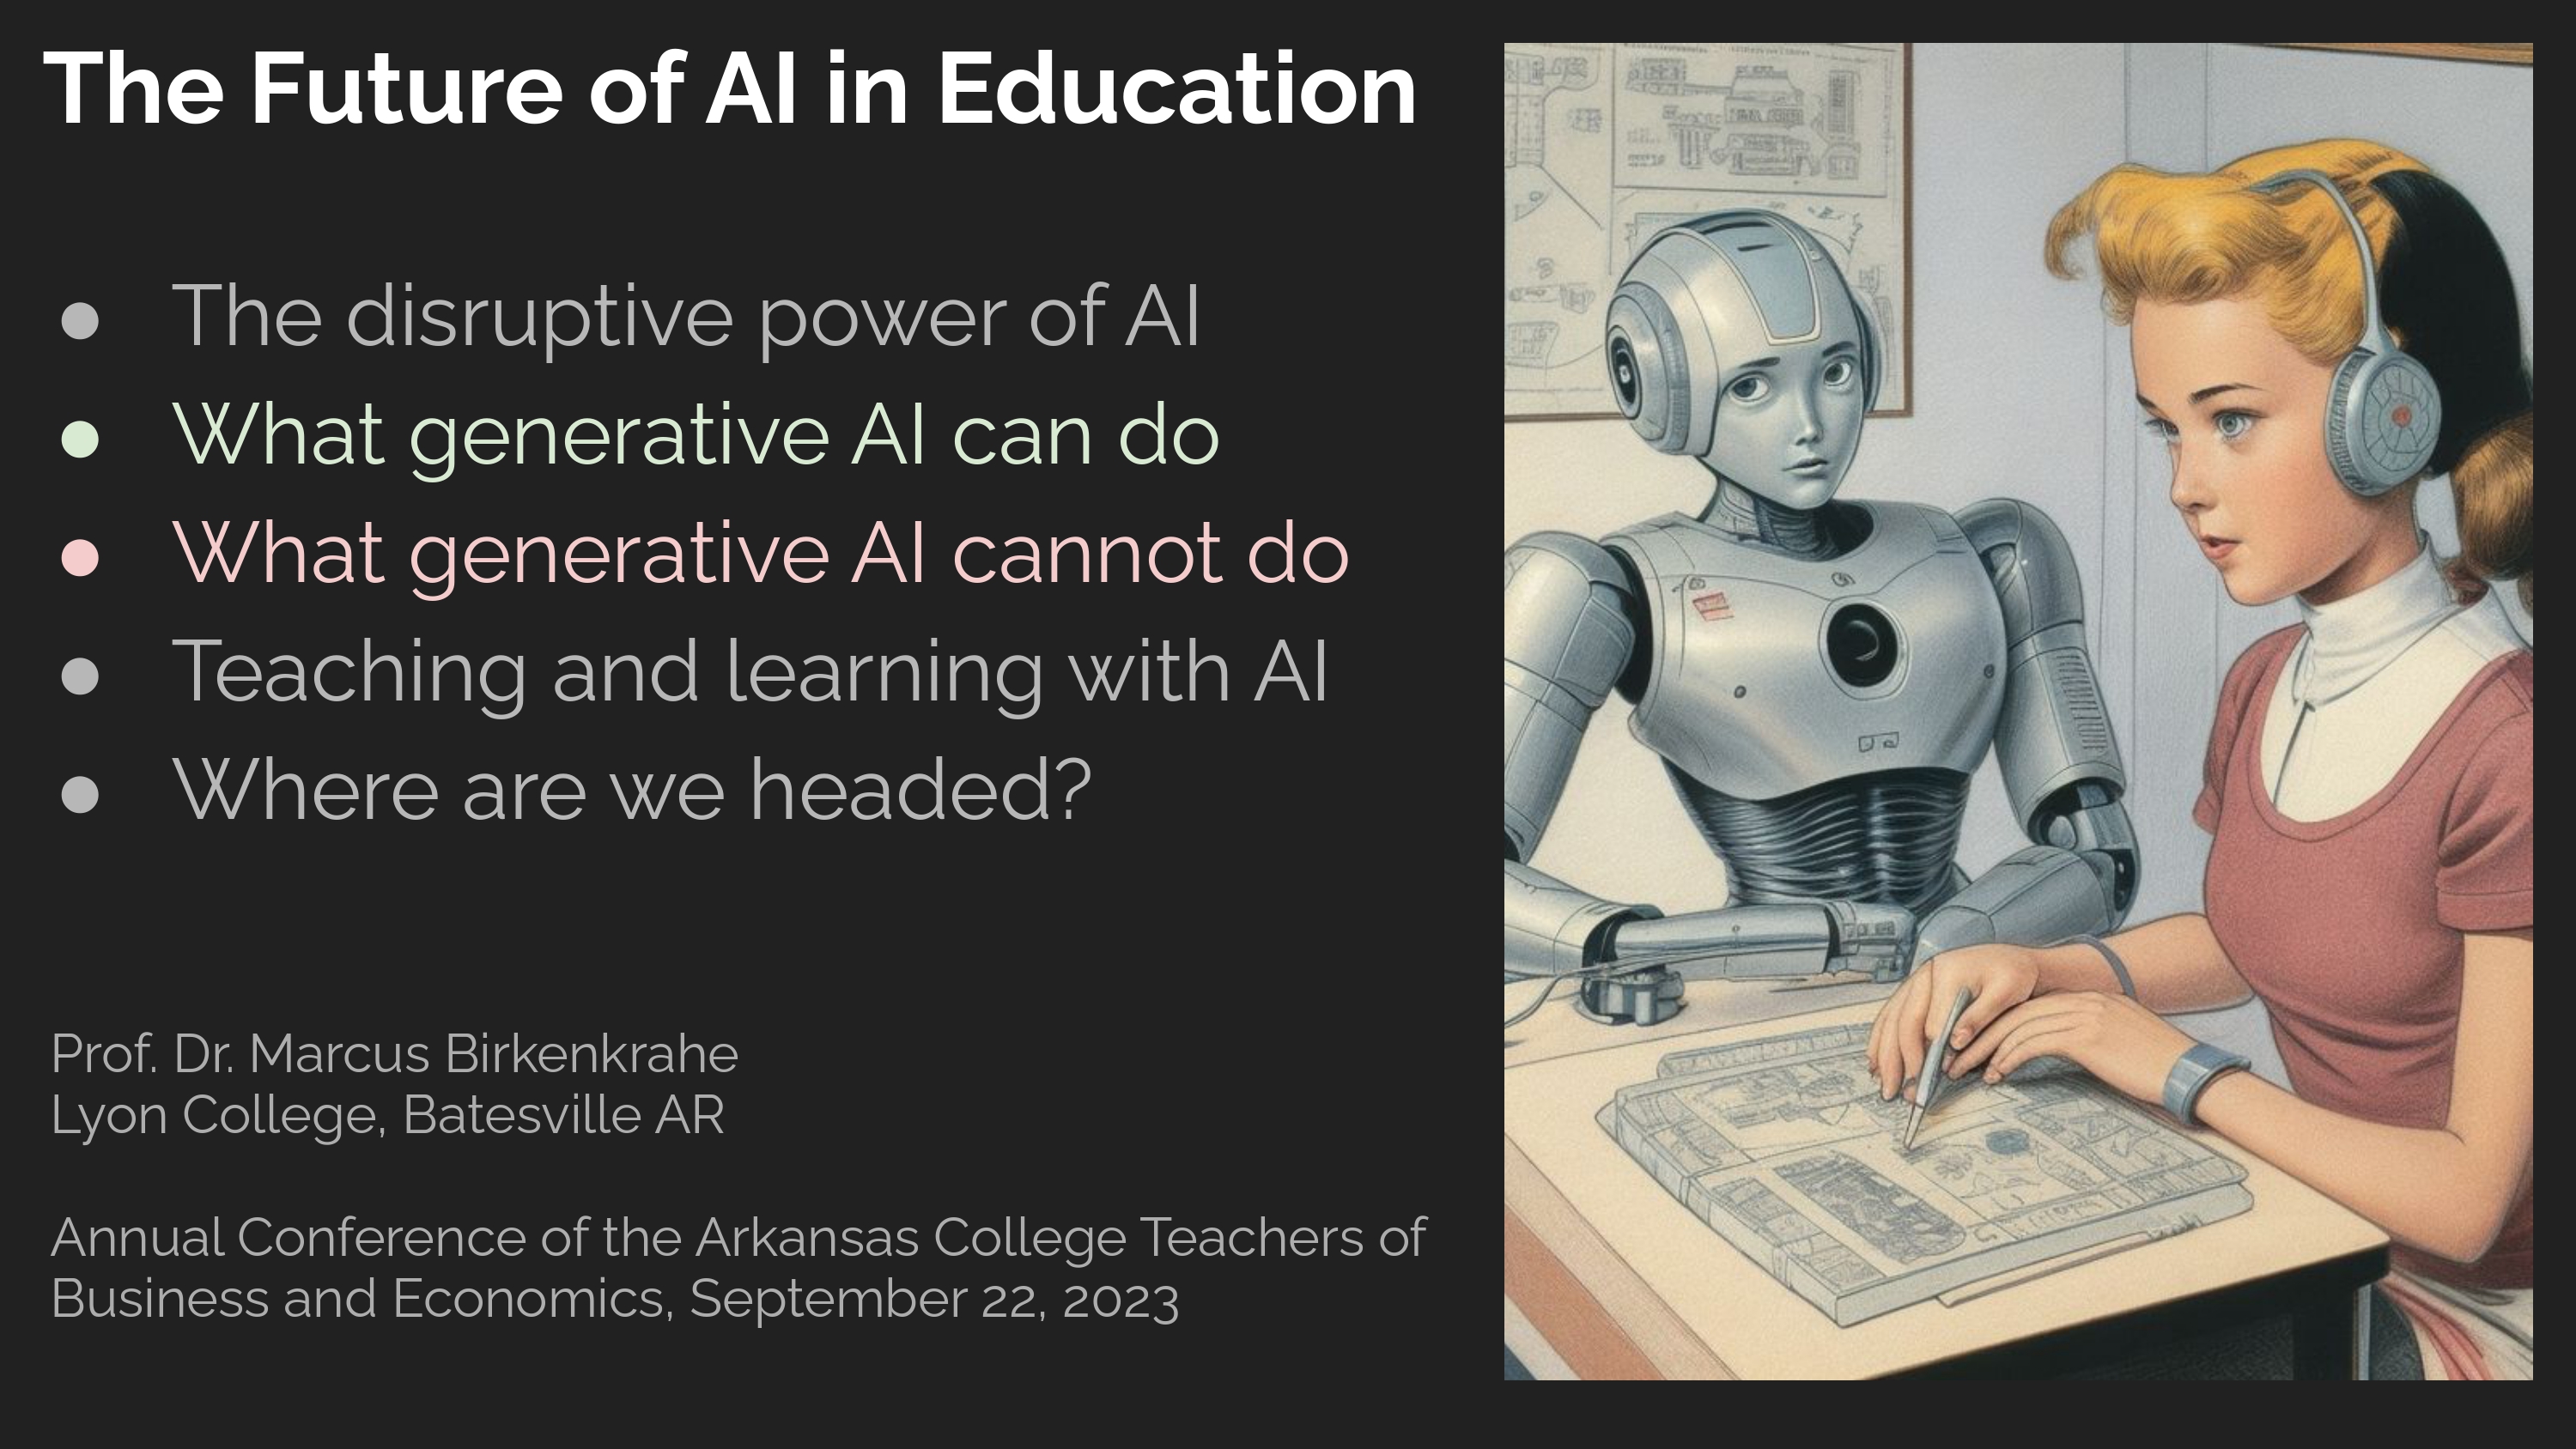 The Future of AI in Education
● The disruptive power of AI
● What generative AI can do
● What generative AI cannot do
● Teaching and learning with AI
● Where are we headed?
Prof. Dr. Marcus Birkenkrahe
Lyon College, Batesville AR
Annual Conference of the Arkansas College Teachers of
Business and Economics, September 22, 2023